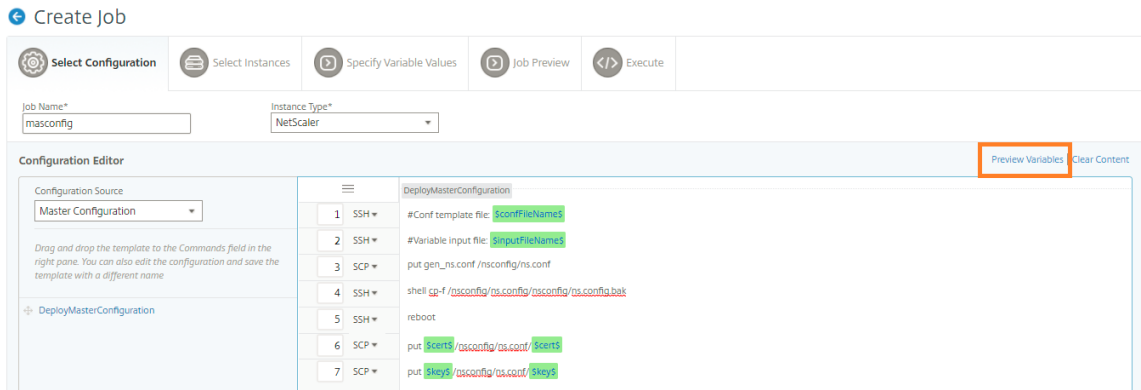 Create Job
Select Configuration
Select Instances
Specify Variable Values
Job Preview
</> Execute
Job Name*
Instance Type*
masconfig
NetScaler
Configuration Editor
Preview Variables
Clear Content
Configuration Source
Master Configuration
Drag and drop the template to the Commands field in the
right pane. You can also edit the configuration and save the
template with a different name
DeployMasterConfiguration
DeployMasterConfiguration
1 SSH #Conf template file: $confFileName$
2 SSH #Variable input file: $inputFileName$
3 SCP put gen_ns.conf /nsconfig/ns.conf
4 SSH shell cp-f /nsconfig/ns.config/nsconfig/ns.config.bak
5 SSH reboot
6 SCP put $cert$ /nsconfig/ns.conf/ $cert$
7 SCP put $key$ /nsconfig/ns.conf/ $key$